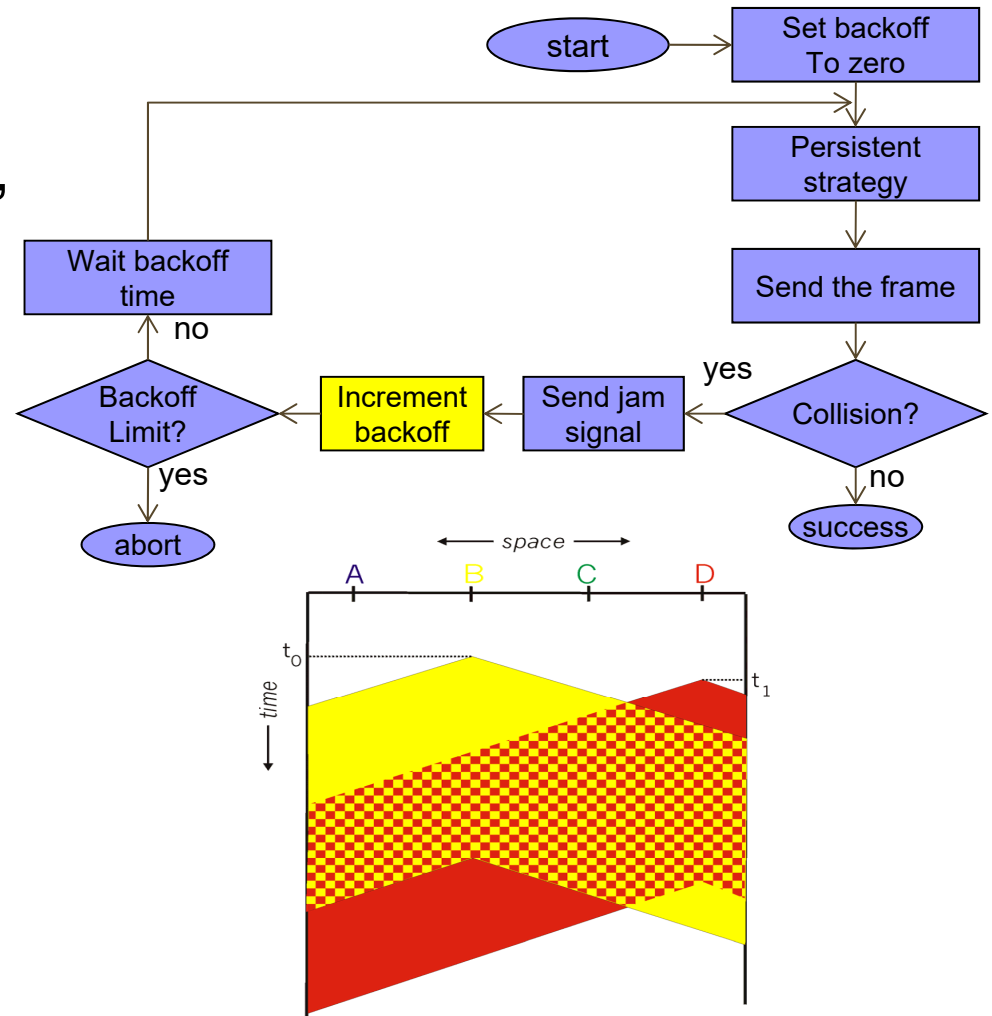 start
Set backoff
To zero
Persistent
strategy
,
Wait backoff
time
Send the frame
no
yes
Backoff
Limit?
Increment
backoff
Send jam
signal
Collision?
yes
no
abort
success
space
A B C D
t0
t1
time